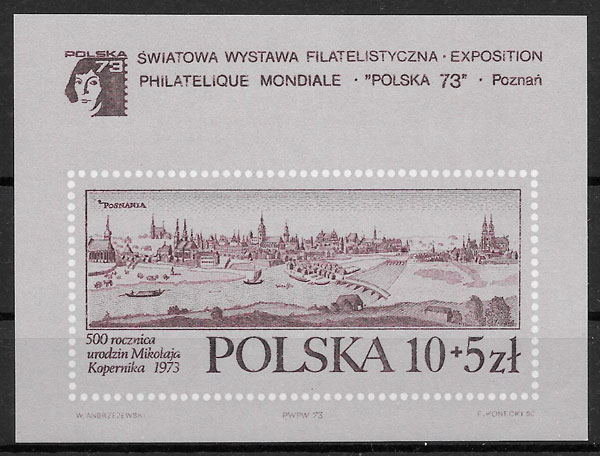 POLSKA
73
ŚWIATOWA WYSTAWA FILATELISTYCZNA · EXPOSITION
PHILATELIQUE MONDIALE · "POLSKA 73" · Poznań
POSNANIA
500 rocznica
urodzin Mikołaja
Kopernika 1973
POLSKA 10+5zł
W. ANDRZEJEWSKI
PWPW 73
E. KONECKI SC.